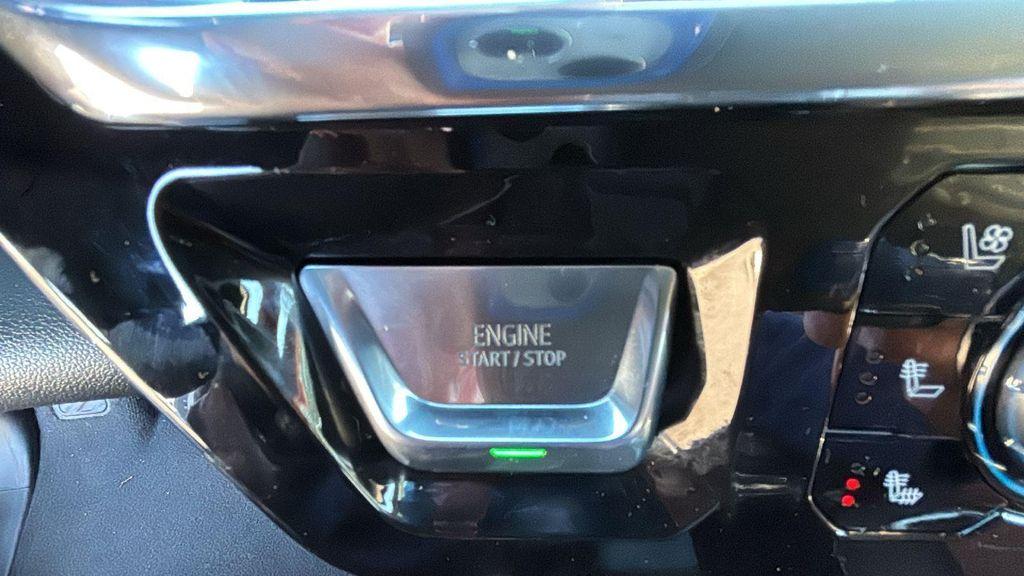 ENGINE
START / STOP